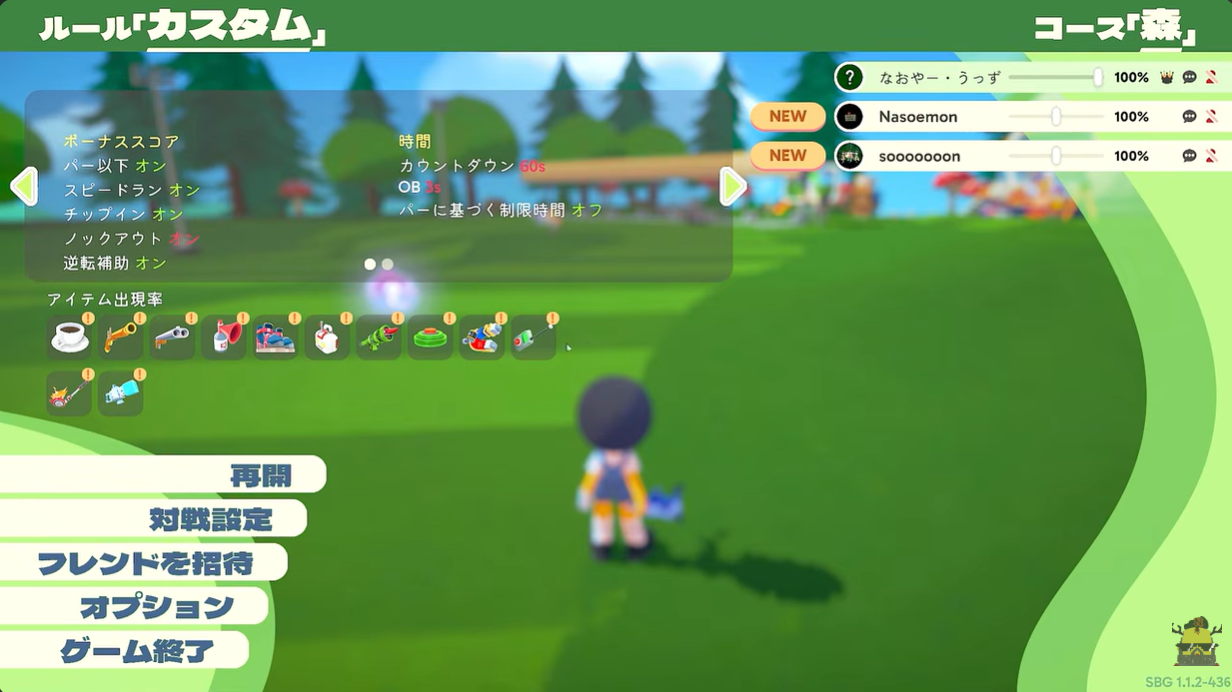 ルール「カスタム」
コース「森」
なおやー・うっず 100%
NEW Nasoemon 100%
NEW sooooooon 100%
ボーナススコア
パー以下 オン
スピードラン オン
チップイン オン
ノックアウト オン
逆転補助 オン
時間
カウントダウン 60s
OB 3s
パーに基づく制限時間 オフ
アイテム出現率
再開
対戦設定
フレンドを招待
オプション
ゲーム終了
SBG 1.1.2-436